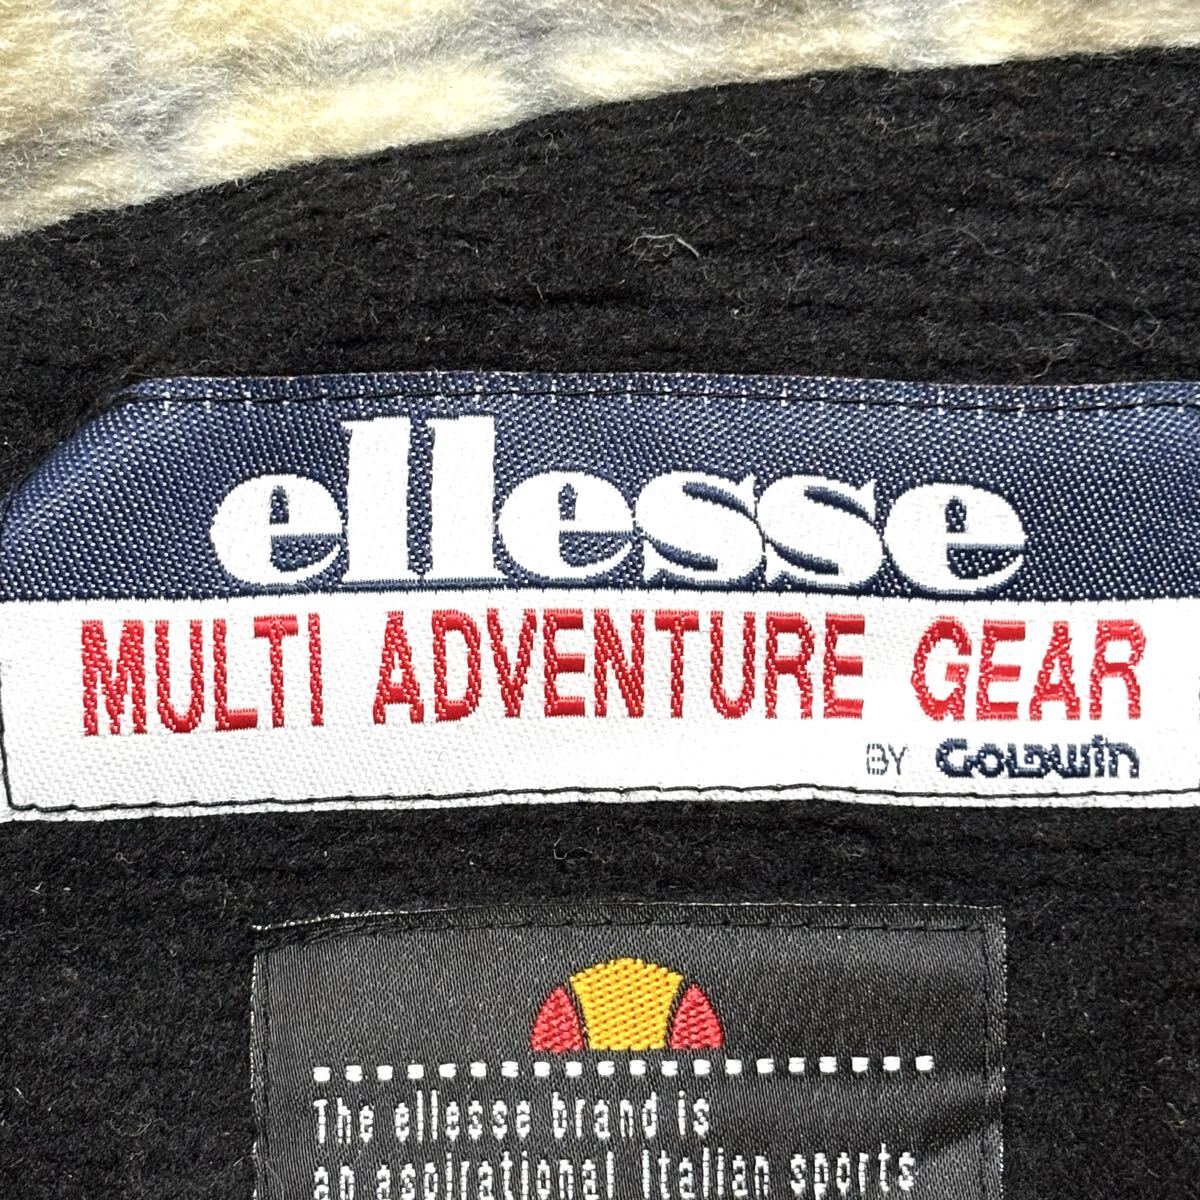 ellesse
MULTI ADVENTURE GEAR
BY GOLDWIN
The ellesse brand is
an aspirational Italian sports